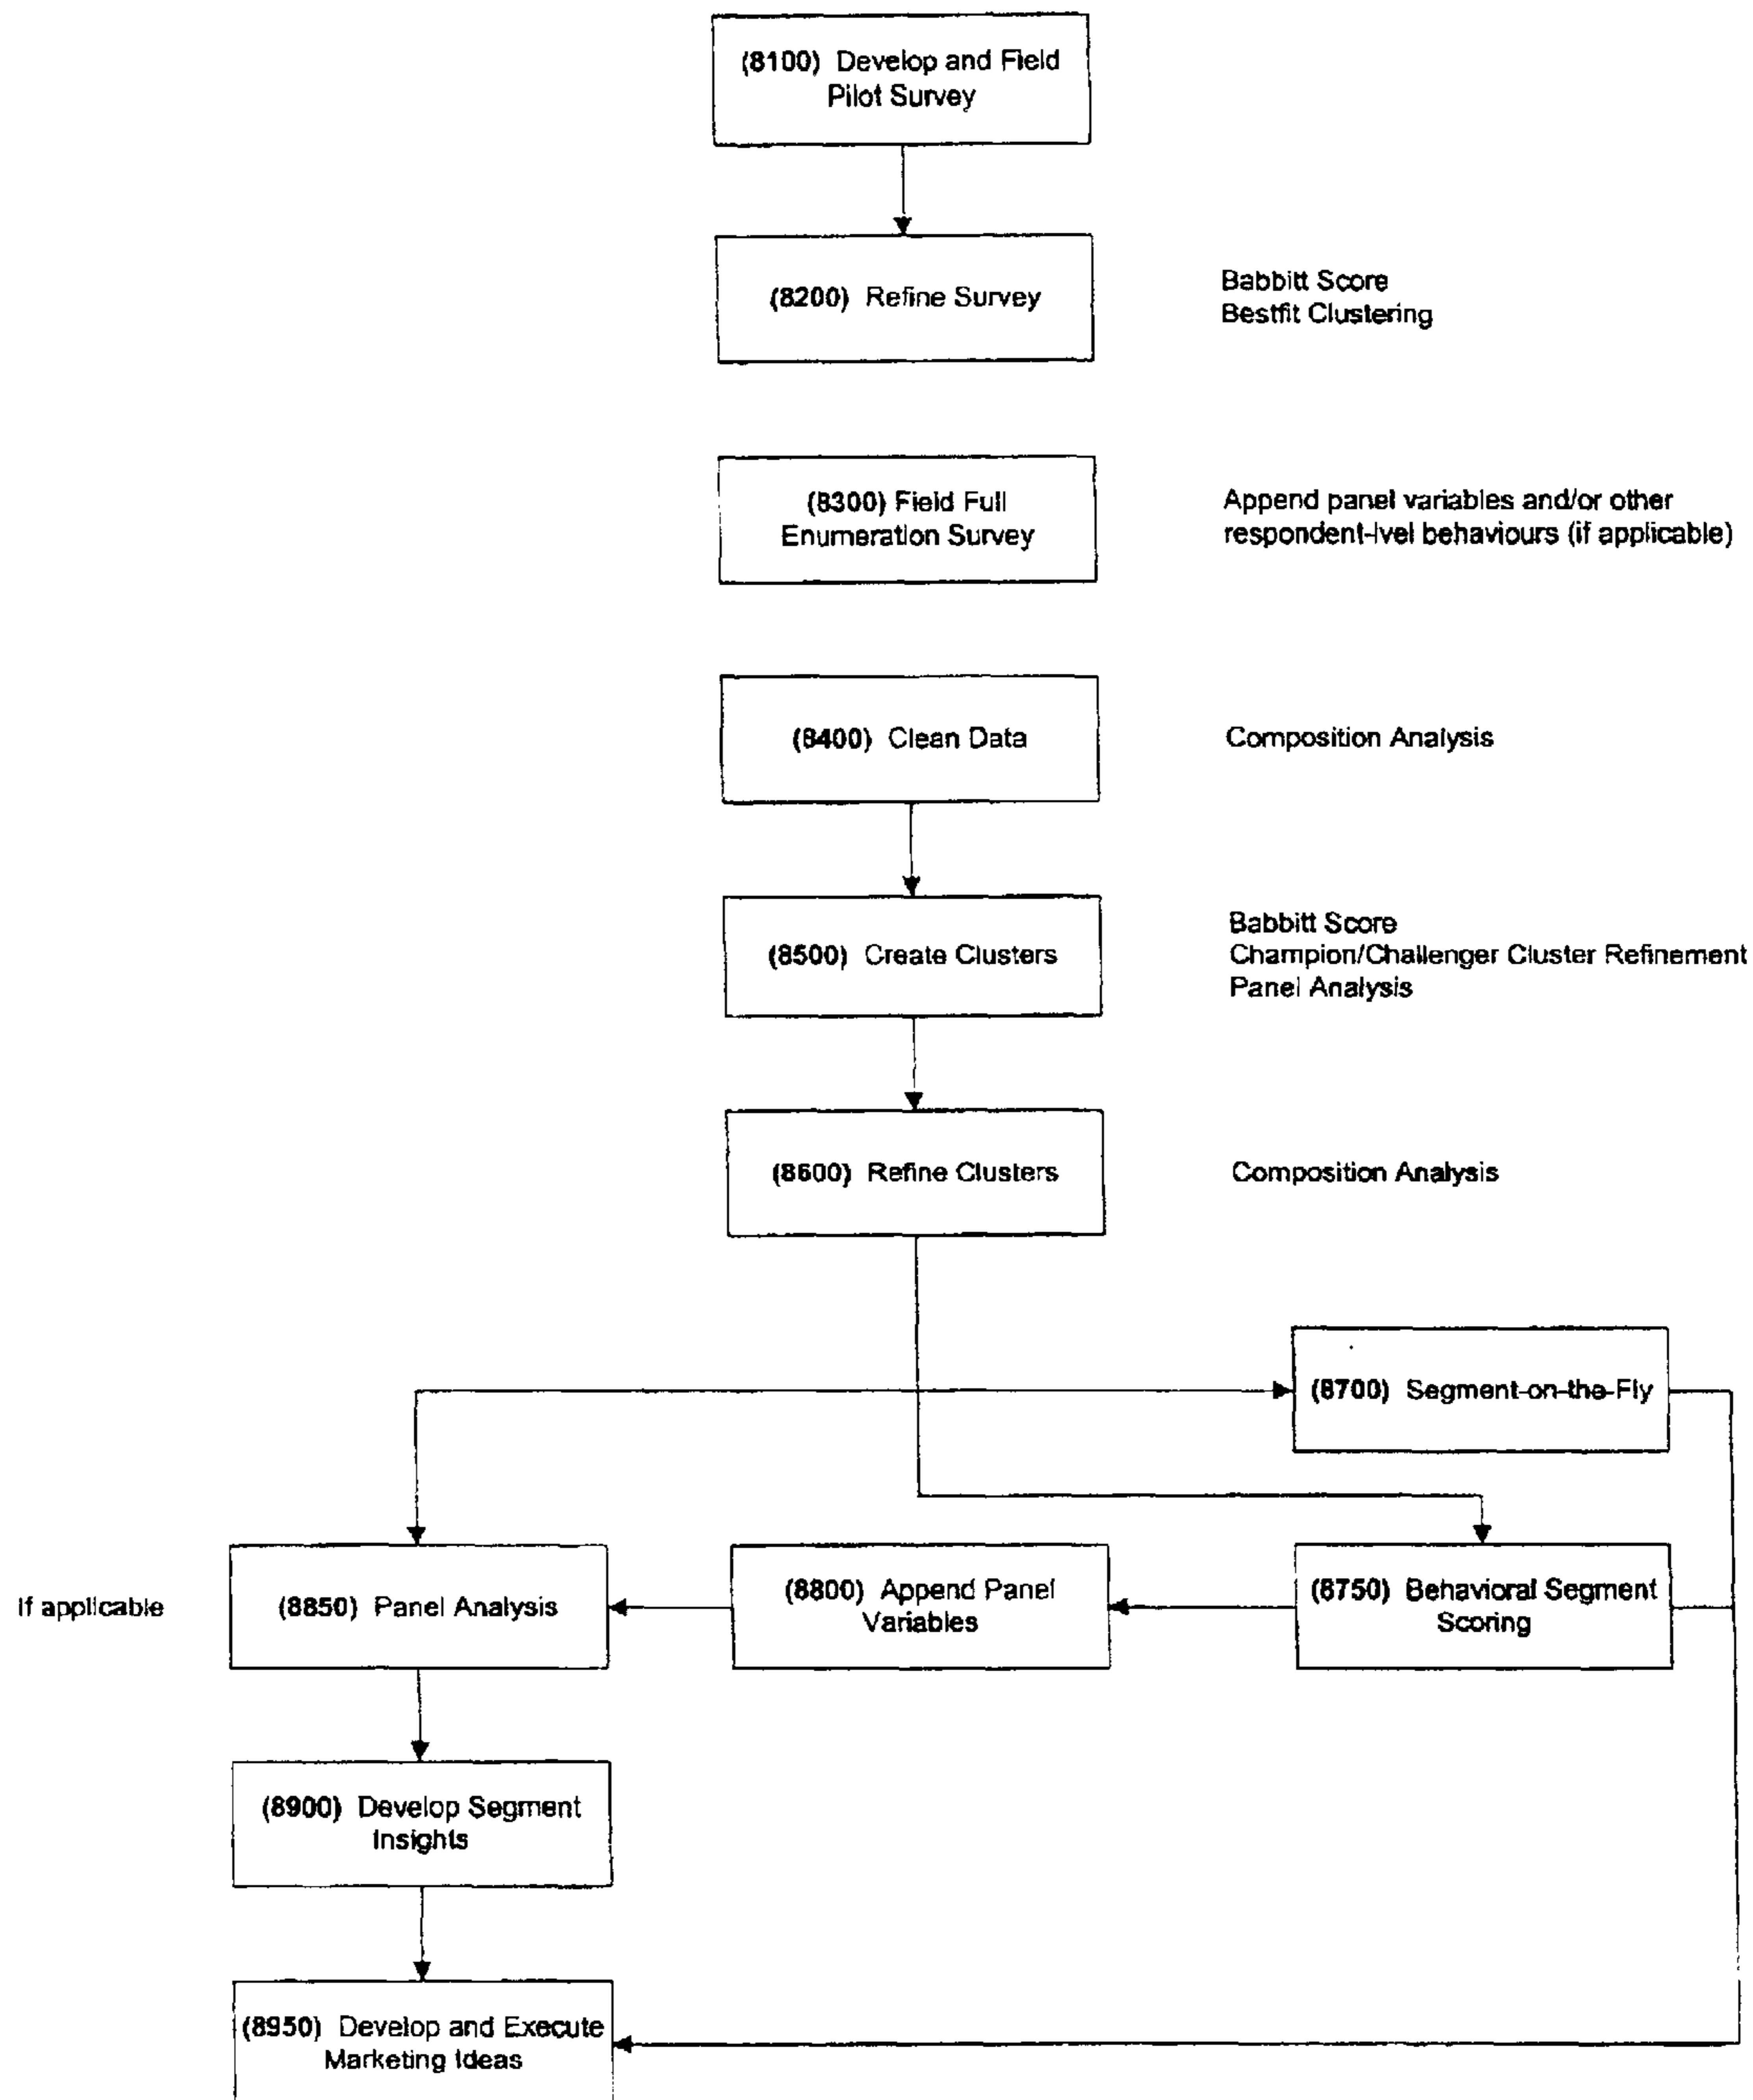 (8100) Develop and Field
Pilot Survey
(8200) Refine Survey
Babbitt Score
Bestfit Clustering
(8300) Field Full
Enumeration Survey
Append panel variables and/or other
respondent-lvel behaviours (if applicable)
(8400) Clean Data
Composition Analysis
(8500) Create Clusters
Babbitt Score
Champion/Challenger Cluster Refinement
Panel Analysis
(8600) Refine Clusters
Composition Analysis
(8700) Segment-on-the-Fly
If applicable
(8850) Panel Analysis
(8800) Append Panel
Variables
(8750) Behavioral Segment
Scoring
(8900) Develop Segment
Insights
(8950) Develop and Execute
Marketing Ideas